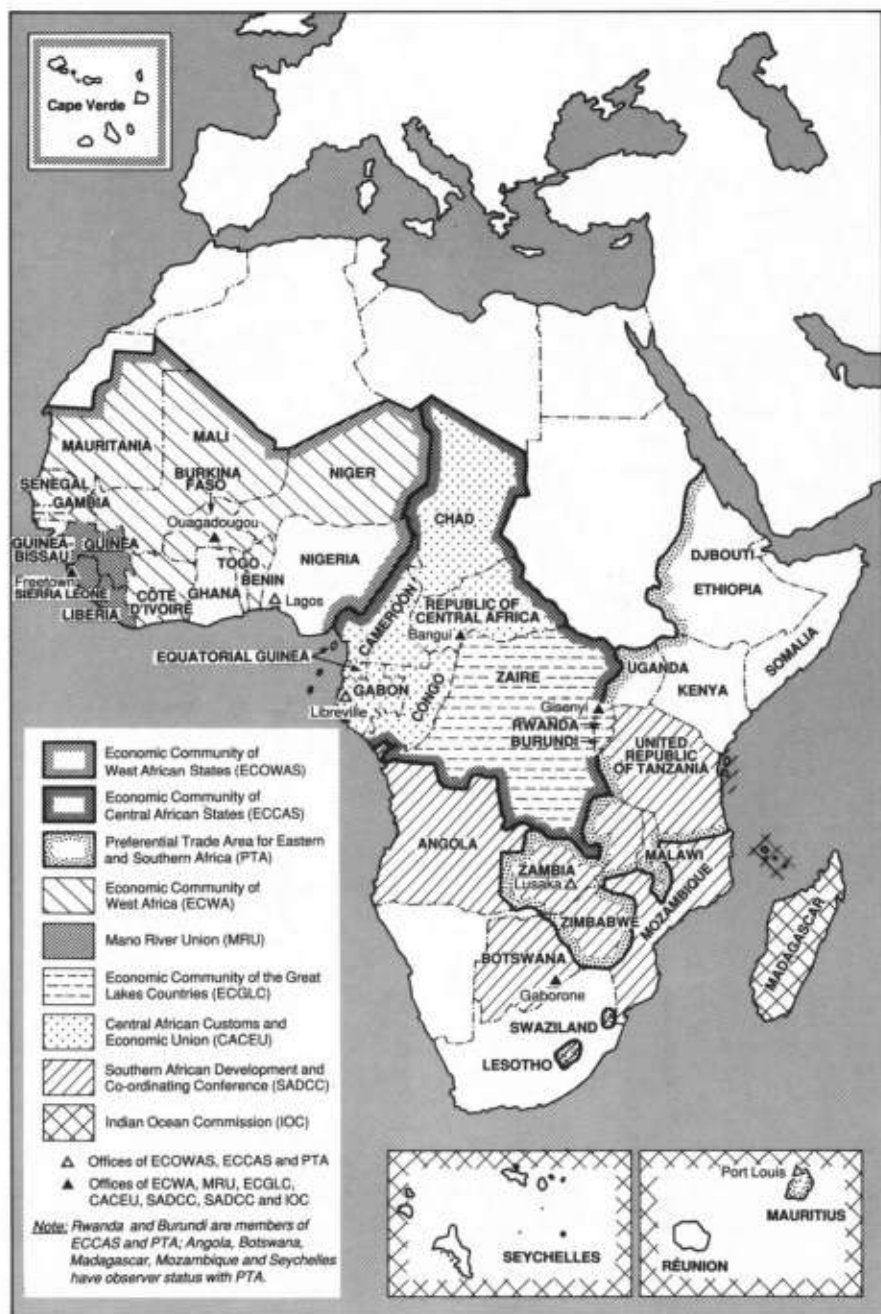 Cape Verde
MAURITANIA
MALI
NIGER
BURKINA
FASO
SENEGAL
GAMBIA
Ouagadougou
CHAD
GUINEA
BISSAU
GUINEA
NIGERIA
TOGO
BENIN
Freetown
SIERRA LEONE
LIBERIA
CÔTE
D'IVOIRE
GHANA
Lagos
DJBOUTI
ETHIOPIA
SOMALIA
CAMEROON
REPUBLIC OF
CENTRAL AFRICA
Bangui
EQUATORIAL GUINEA
GABON
Libreville
CONGO
ZAIRE
UGANDA
KENYA
Gisenyi
RWANDA
BURUNDI
UNITED
REPUBLIC
OF TANZANIA
ANGOLA
ZAMBIA
Lusaka
MALAWI
MOZAMBIQUE
ZIMBABWE
MADAGASCAR
BOTSWANA
Gaborone
SWAZILAND
LESOTHO
Economic Community of
West African States (ECOWAS)
Economic Community of
Central African States (ECCAS)
Preferential Trade Area for Eastern
and Southern Africa (PTA)
Economic Community of
West Africa (ECWA)
Mano River Union (MRU)
Economic Community of the Great
Lakes Countries (ECGLC)
Central African Customs and
Economic Union (CACEU)
Southern African Development and
Co-ordinating Conference (SADCC)
Indian Ocean Commission (IOC)
Offices of ECOWAS, ECCAS and PTA
Offices of ECWA, MRU, ECGLC,
CACEU, SADCC, SADCC and IOC
Note: Rwanda and Burundi are members of
ECCAS and PTA; Angola, Botswana,
Madagascar, Mozambique and Seychelles
have observer status with PTA.
SEYCHELLES
Port Louis
MAURITIUS
RÉUNION